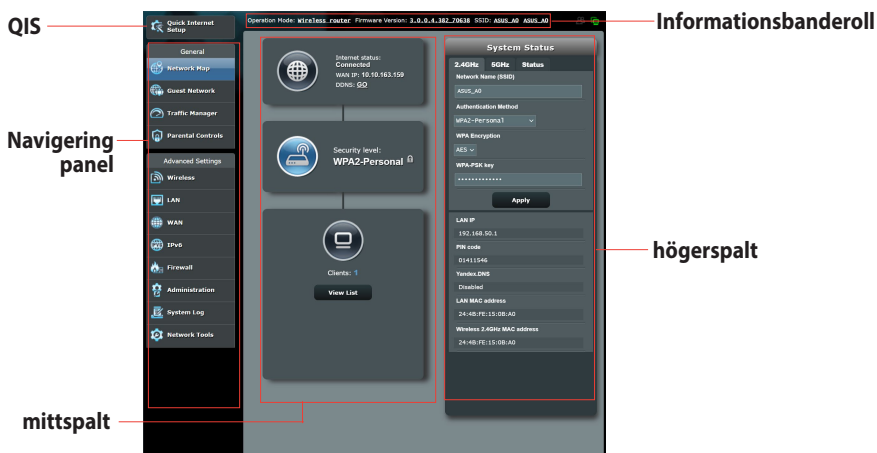 QIS
Navigering
panel
mittspalt
Informationsbanderoll
högerspalt
Quick Internet
Setup
General
Network Map
Guest Network
Traffic Manager
Parental Controls
Advanced Settings
Wireless
LAN
WAN
IPv6
Firewall
Administration
System Log
Network Tools
Operation Mode: Wireless router Firmware Version: 3.0.0.4.382_70638 SSID: ASUS_A0 ASUS_A0
Internet status:
Connected
WAN IP: 10.10.163.159
DDNS: GO
Security level:
WPA2-Personal
Clients: 1
View List
System Status
2.4GHz 5GHz Status
Network Name (SSID)
ASUS_A0
Authentication Method
WPA2-Personal
WPA Encryption
AES
WPA-PSK key
•••••••••••••
Apply
LAN IP
192.168.50.1
PIN code
01411546
Yandex.DNS
Disabled
LAN MAC address
24:4B:FE:15:0B:A0
Wireless 2.4GHz MAC address
24:4B:FE:15:0B:A0